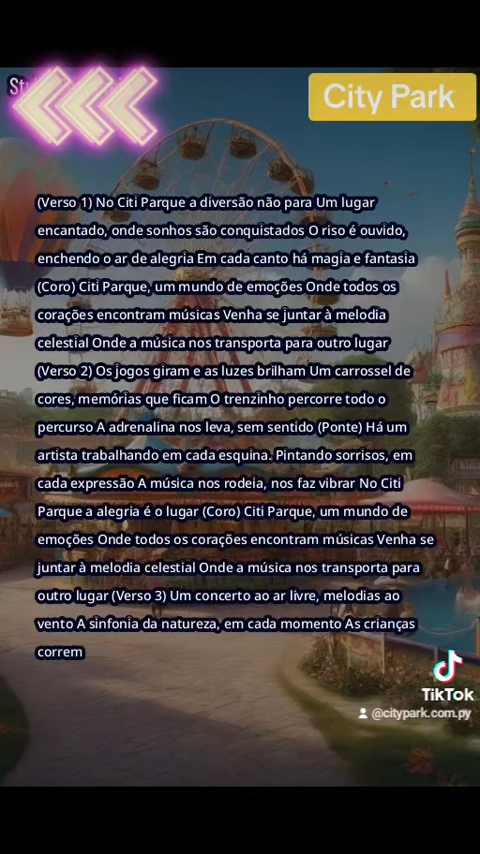 City Park
(Verso 1) No Citi Parque a diversão não para Um lugar
encantado, onde sonhos são conquistados O riso é ouvido,
enchendo o ar de alegria Em cada canto há magia e fantasia
(Coro) Citi Parque, um mundo de emoções Onde todos os
corações encontram músicas Venha se juntar à melodia
celestial Onde a música nos transporta para outro lugar
(Verso 2) Os jogos giram e as luzes brilham Um carrossel de
cores, memórias que ficam O trenzinho percorre todo o
percurso A adrenalina nos leva, sem sentido (Ponte) Há um
artista trabalhando em cada esquina. Pintando sorrisos, em
cada expressão A música nos rodeia, nos faz vibrar No Citi
Parque a alegria é o lugar (Coro) Citi Parque, um mundo de
emoções Onde todos os corações encontram músicas Venha se
juntar à melodia celestial Onde a música nos transporta para
outro lugar (Verso 3) Um concerto ao ar livre, melodias ao
vento A sinfonia da natureza, em cada momento As crianças
correm
TikTok
@citypark.com.py